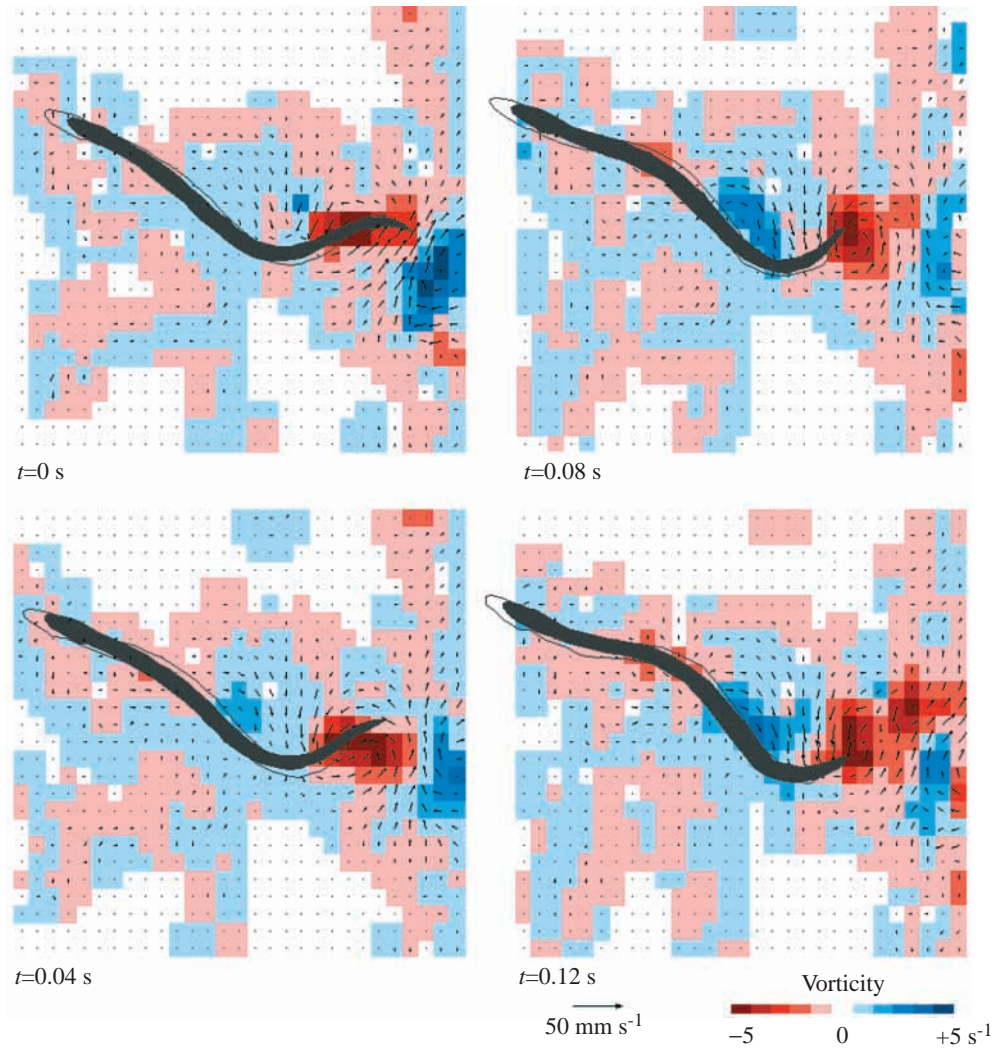 t=0 s
t=0.08 s
t=0.04 s
t=0.12 s
50 mm s⁻¹
Vorticity
−5 0 +5 s⁻¹